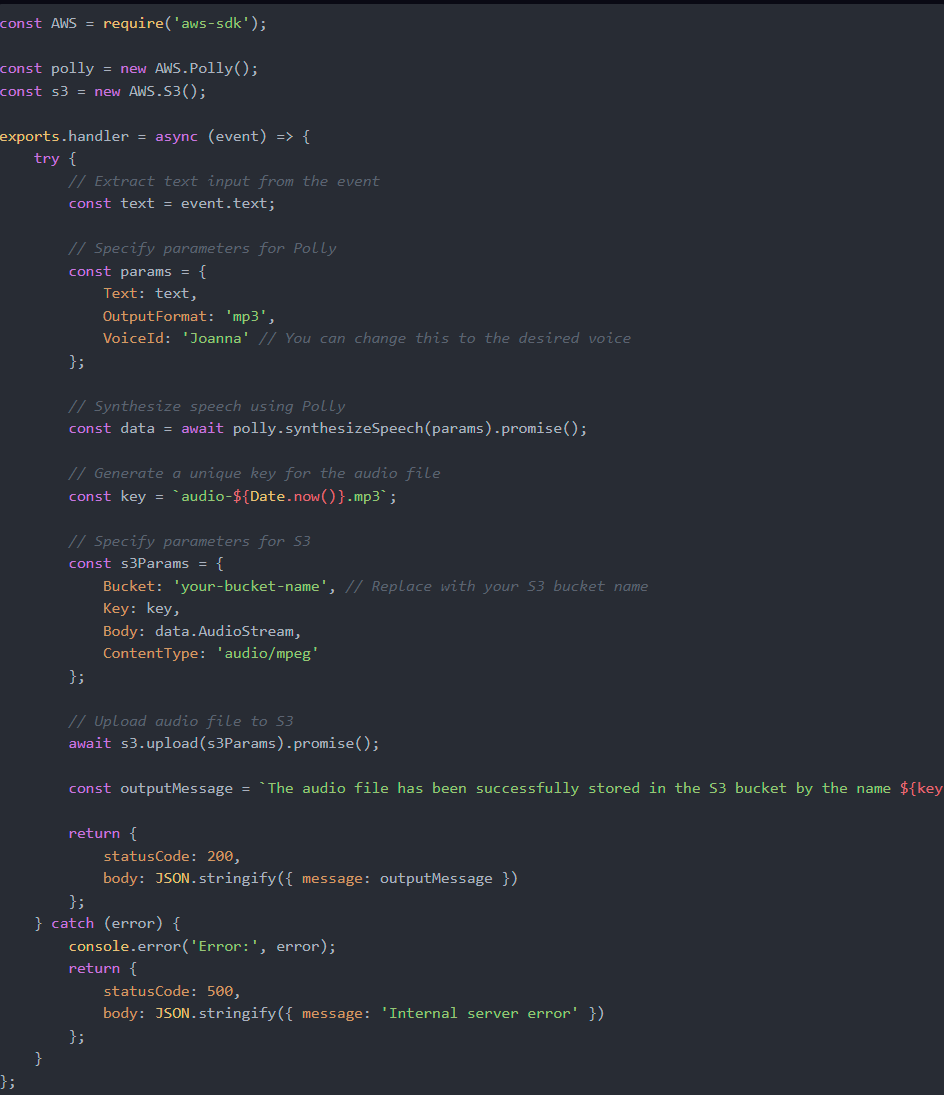 const AWS = require('aws-sdk');

const polly = new AWS.Polly();
const s3 = new AWS.S3();

exports.handler = async (event) => {
    try {
        // Extract text input from the event
        const text = event.text;

        // Specify parameters for Polly
        const params = {
            Text: text,
            OutputFormat: 'mp3',
            VoiceId: 'Joanna' // You can change this to the desired voice
        };

        // Synthesize speech using Polly
        const data = await polly.synthesizeSpeech(params).promise();

        // Generate a unique key for the audio file
        const key = `audio-${Date.now()}.mp3`;

        // Specify parameters for S3
        const s3Params = {
            Bucket: 'your-bucket-name', // Replace with your S3 bucket name
            Key: key,
            Body: data.AudioStream,
            ContentType: 'audio/mpeg'
        };

        // Upload audio file to S3
        await s3.upload(s3Params).promise();

        const outputMessage = `The audio file has been successfully stored in the S3 bucket by the name ${key

        return {
            statusCode: 200,
            body: JSON.stringify({ message: outputMessage })
        };
    } catch (error) {
        console.error('Error:', error);
        return {
            statusCode: 500,
            body: JSON.stringify({ message: 'Internal server error' })
        };
    }
};